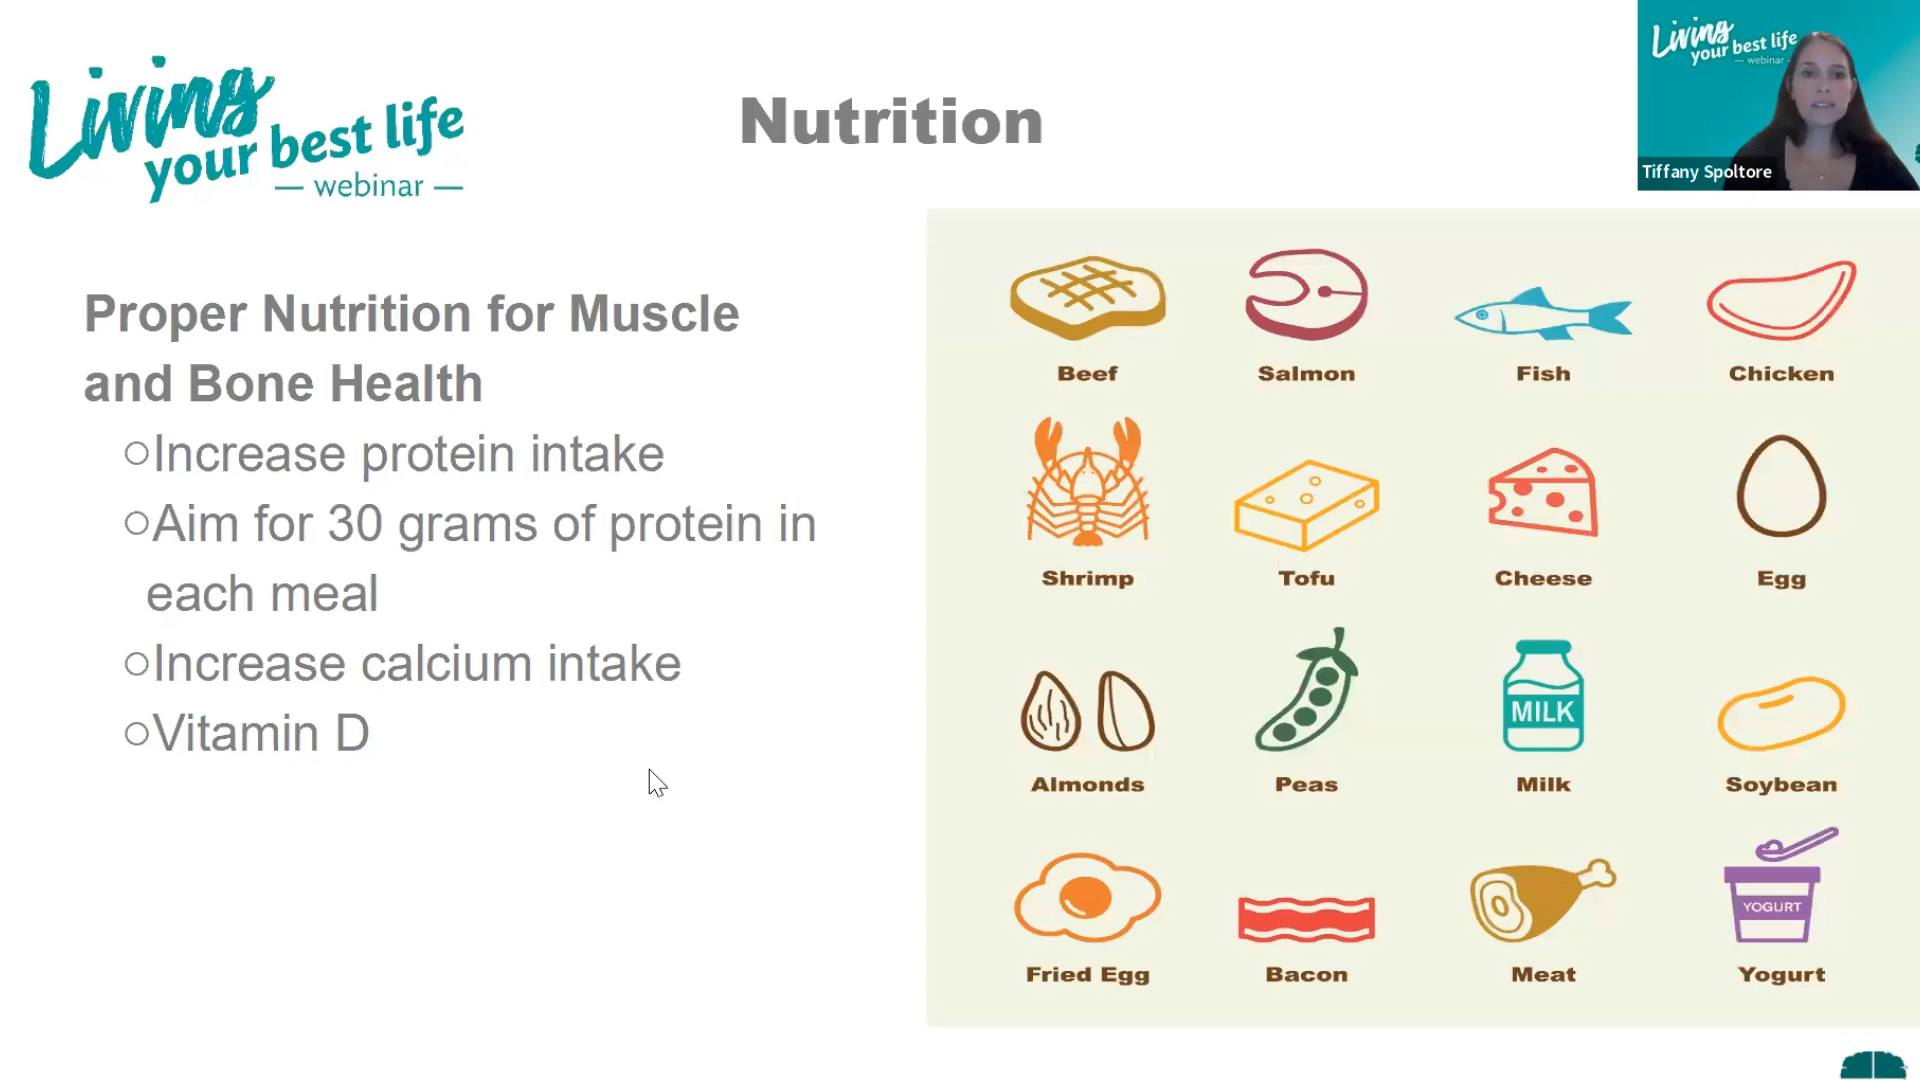 Living
your best life
— webinar —
Nutrition
Living
your best life
— webinar —
Tiffany Spoltore
Proper Nutrition for Muscle
and Bone Health
○Increase protein intake
○Aim for 30 grams of protein in
each meal
○Increase calcium intake
○Vitamin D
Beef Salmon Fish Chicken
Shrimp Tofu Cheese Egg
MILK
Almonds Peas Milk Soybean
YOGURT
Fried Egg Bacon Meat Yogurt